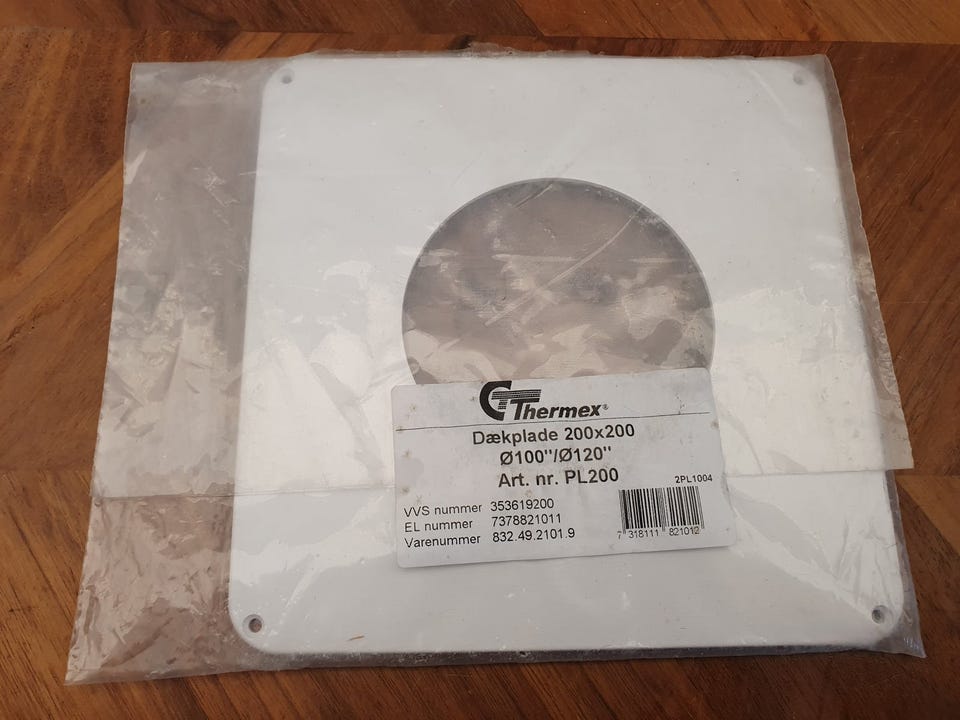 Thermex®
Dækplade 200x200
Ø100"/Ø120"
Art. nr. PL200
2PL1004
VVS nummer 353619200
EL nummer 7378821011
Varenummer 832.49.2101.9
7 318111 821012